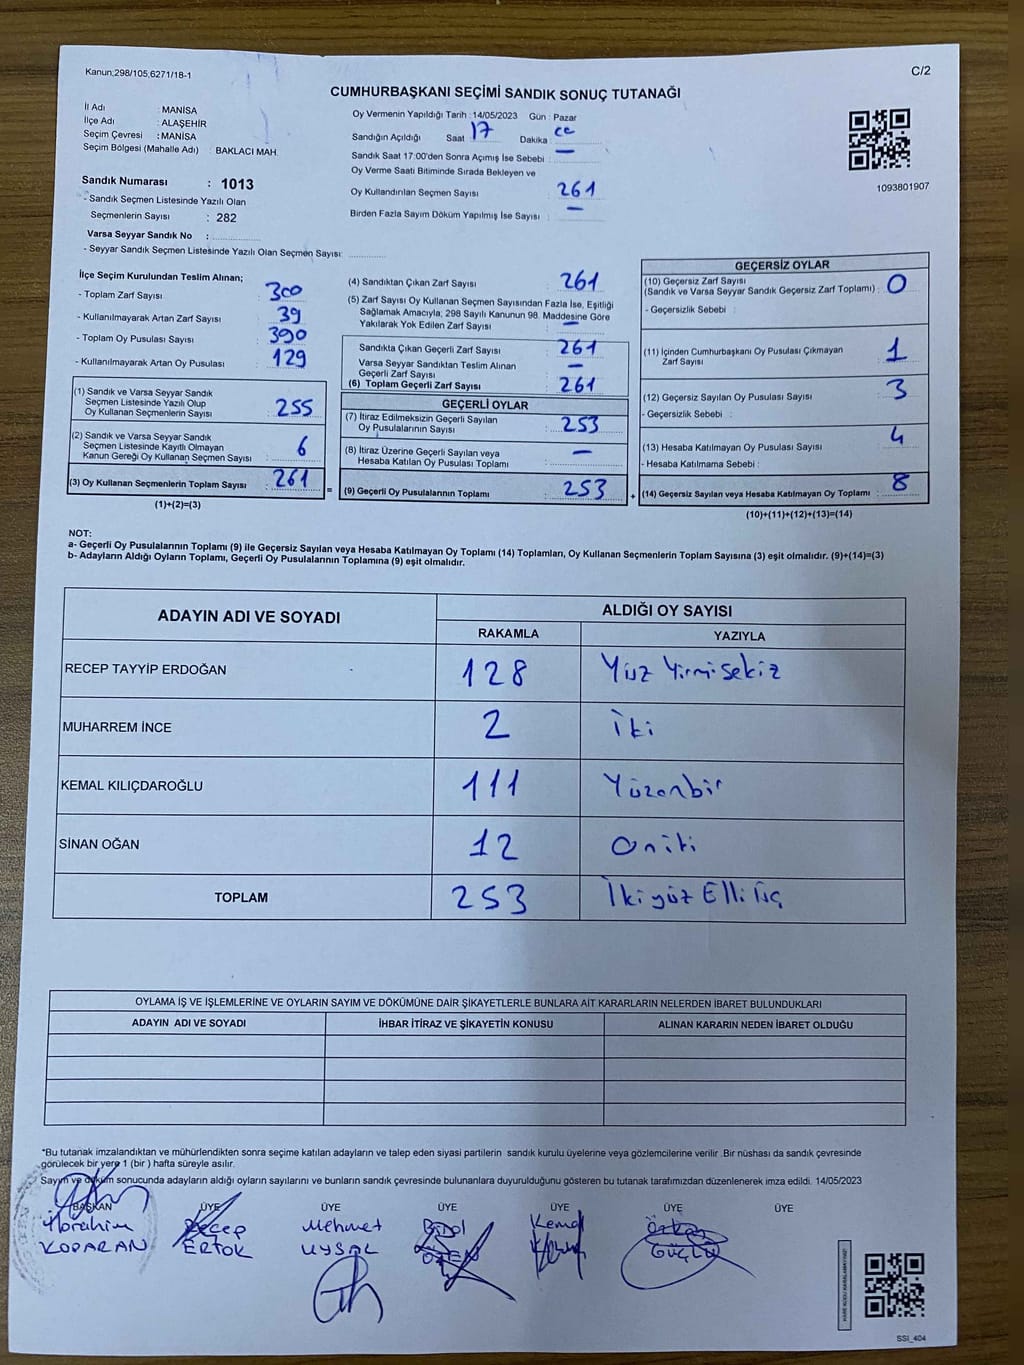 Kanun;298/105,6271/18-1
C/2
CUMHURBAŞKANI SEÇİMİ SANDIK SONUÇ TUTANAĞI
İl Adı : MANİSA
İlçe Adı : ALAŞEHİR
Seçim Çevresi : MANİSA
Seçim Bölgesi (Mahalle Adı) : BAKLACI MAH.
Sandık Numarası : 1013
- Sandık Seçmen Listesinde Yazılı Olan
Seçmenlerin Sayısı : 282
Varsa Seyyar Sandık No :
- Seyyar Sandık Seçmen Listesinde Yazılı Olan Seçmen Sayısı:
Oy Vermenin Yapıldığı Tarih : 14/05/2023 Gün : Pazar
Sandığın Açıldığı Saat 17 Dakika :
Sandık Saat 17:00'den Sonra Açımış İse Sebebi : —
Oy Verme Saati Bitiminde Sırada Bekleyen ve
Oy Kullandırılan Seçmen Sayısı : 261
Birden Fazla Sayım Döküm Yapılmış İse Sayısı : —
1093801907
İlçe Seçim Kurulundan Teslim Alınan;
- Toplam Zarf Sayısı : 300
- Kullanılmayarak Artan Zarf Sayısı : 39
- Toplam Oy Pusulası Sayısı : 390
- Kullanılmayarak Artan Oy Pusulası : 129
(1) Sandık ve Varsa Seyyar Sandık
Seçmen Listesinde Yazılı Olup
Oy Kullanan Seçmenlerin Sayısı : 255
(2) Sandık ve Varsa Seyyar Sandık
Seçmen Listesinde Kayıtlı Olmayan
Kanun Gereği Oy Kullanan Seçmen Sayısı : 6
(3) Oy Kullanan Seçmenlerin Toplam Sayısı : 261
(1)+(2)=(3)
(4) Sandıktan Çıkan Zarf Sayısı : 261
(5) Zarf Sayısı Oy Kullanan Seçmen Sayısından Fazla İse, Eşitliği
Sağlamak Amacıyla; 298 Sayılı Kanunun 98. Maddesine Göre
Yakılarak Yok Edilen Zarf Sayısı : —
Sandıkta Çıkan Geçerli Zarf Sayısı : 261
Varsa Seyyar Sandıktan Teslim Alınan
Geçerli Zarf Sayısı : —
(6) Toplam Geçerli Zarf Sayısı : 261
GEÇERLİ OYLAR
(7) İtiraz Edilmeksizin Geçerli Sayılan
Oy Pusulalarının Sayısı : 253
(8) İtiraz Üzerine Geçerli Sayılan veya
Hesaba Katılan Oy Pusulası Toplamı : —
= (9) Geçerli Oy Pusulalarının Toplamı : 253
GEÇERSİZ OYLAR
(10) Geçersiz Zarf Sayısı
(Sandık ve Varsa Seyyar Sandık Geçersiz Zarf Toplamı) : 0
- Geçersizlik Sebebi :
(11) İçinden Cumhurbaşkanı Oy Pusulası Çıkmayan
Zarf Sayısı : 1
(12) Geçersiz Sayılan Oy Pusulası Sayısı : 3
- Geçersizlik Sebebi :
(13) Hesaba Katılmayan Oy Pusulası Sayısı : 4
- Hesaba Katılmama Sebebi :
+ (14) Geçersiz Sayılan veya Hesaba Katılmayan Oy Toplamı : 8
(10)+(11)+(12)+(13)=(14)
NOT:
a- Geçerli Oy Pusulalarının Toplamı (9) ile Geçersiz Sayılan veya Hesaba Katılmayan Oy Toplamı (14) Toplamları, Oy Kullanan Seçmenlerin Toplam Sayısına (3) eşit olmalıdır. (9)+(14)=(3)
b- Adayların Aldığı Oyların Toplamı, Geçerli Oy Pusulalarının Toplamına (9) eşit olmalıdır.
ADAYIN ADI VE SOYADI
ALDIĞI OY SAYISI
RAKAMLA YAZIYLA
RECEP TAYYİP ERDOĞAN 128 Yüz Yirmi sekiz
MUHARREM İNCE 2 İki
KEMAL KILIÇDAROĞLU 111 Yüzonbir
SİNAN OĞAN 12 Oniki
TOPLAM 253 İkiyüz Elli Üç
OYLAMA İŞ VE İŞLEMLERİNE VE OYLARIN SAYIM VE DÖKÜMÜNE DAİR ŞİKAYETLERLE BUNLARA AİT KARARLARIN NELERDEN İBARET BULUNDUKLARI
ADAYIN ADI VE SOYADI İHBAR İTİRAZ VE ŞİKAYETİN KONUSU ALINAN KARARIN NEDEN İBARET OLDUĞU
*Bu tutanak imzalandıktan ve mühürlendikten sonra seçime katılan adayların ve talep eden siyasi partilerin sandık kurulu üyelerine veya gözlemcilerine verilir .Bir nüshası da sandık çevresinde
görülecek bir yere 1 (bir ) hafta süreyle asılır.
Sayım ve döküm sonucunda adayların aldığı oyların sayılarını ve bunların sandık çevresinde bulunanlara duyurulduğunu gösteren bu tutanak tarafımızdan düzenlenerek imza edildi. 14/05/2023
BAŞKAN ÜYE ÜYE ÜYE ÜYE ÜYE ÜYE
İbrahim Recep Mehmet Birol Kemal Özkan
KOPARAN ERTOK UYSAL ÖZEN GÜÇLÜ
SSI_404